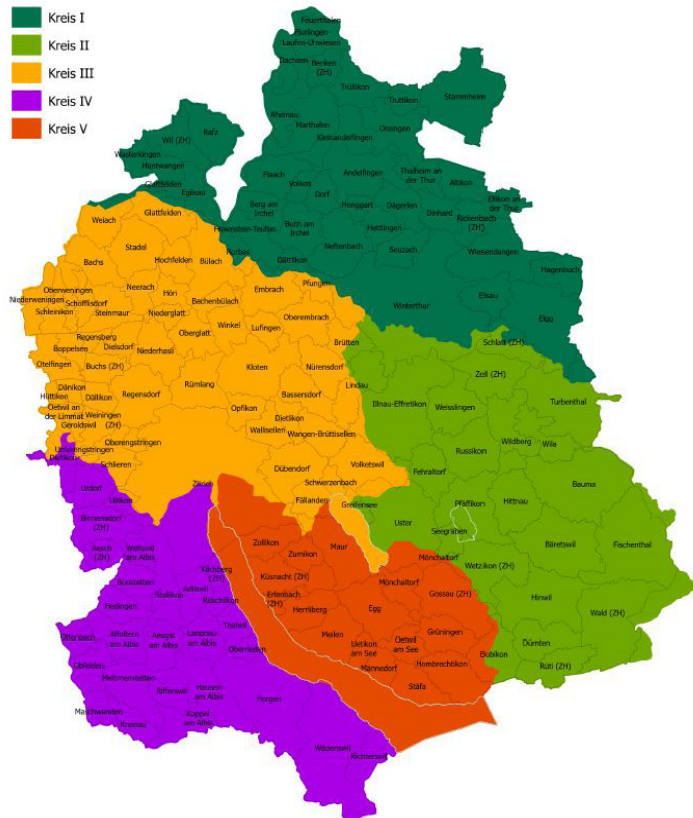 Kreis I
Kreis II
Kreis III
Kreis IV
Kreis V
Feuerthalen
Flurlingen
Laufen-Uhwiesen
Dachsen
Benken
(ZH)
Trüllikon
Truttikon
Stammheim
Rheinau
Marthalen
Ossingen
Kleinandelfingen
Wil (ZH)
Rafz
Wasterkingen
Hüntwangen
Glattfelden
Eglisau
Flaach
Volken
Andelfingen
Thalheim an
der Thur
Altikon
Berg am
Irchel
Dorf
Henggart
Dägerlen
Dinhard
Ellikon an
der Thur
Rickenbach
(ZH)
Freienstein-Teufen
Buch am
Irchel
Hettlingen
Neftenbach
Seuzach
Wiesendangen
Rorbas
Dättlikon
Hagenbuch
Winterthur
Elsau
Elgg
Weiach
Glattfelden
Stadel
Bachs
Hochfelden
Bülach
Embrach
Pfungen
Oberweningen
Niederweningen
Schöfflisdorf
Schleinikon
Neerach
Höri
Bachenbülach
Steinmaur
Niederglatt
Winkel
Lufingen
Oberembrach
Brütten
Regensberg
Boppelsen
Dielsdorf
Niederhasli
Oberglatt
Otelfingen
Buchs (ZH)
Kloten
Nürensdorf
Lindau
Dänikon
Hüttikon
Dällikon
Regensdorf
Rümlang
Bassersdorf
Opfikon
Oetwil an
der Limmat
Weiningen
(ZH)
Geroldswil
Dietlikon
Wallisellen
Wangen-Brüttisellen
Oberengstringen
Unterengstringen
Dietikon
Schlieren
Dübendorf
Volketswil
Schwerzenbach
Fällanden
Greifensee
Zürich
Schlatt (ZH)
Zell (ZH)
Turbenthal
Illnau-Effretikon
Weisslingen
Wildberg
Wila
Russikon
Fehraltorf
Bauma
Pfäffikon
Hittnau
Uster
Seegräben
Bäretswil
Fischenthal
Mönchaltorf
Wetzikon (ZH)
Hinwil
Wald (ZH)
Dürnten
Bubikon
Rüti (ZH)
Urdorf
Uitikon
Birmensdorf
(ZH)
Aesch
(ZH)
Wettswil
am Albis
Bonstetten
Stallikon
Adliswil
Kilchberg
(ZH)
Rüschlikon
Hedingen
Thalwil
Ottenbach
Affoltern
am Albis
Aeugst
am Albis
Langnau
am Albis
Oberrieden
Obfelden
Mettmenstetten
Rifferswil
Hausen
am Albis
Horgen
Maschwanden
Knonau
Kappel
am Albis
Wädenswil
Richterswil
Zollikon
Zumikon
Maur
Küsnacht (ZH)
Mönchaltorf
Erlenbach
(ZH)
Herrliberg
Egg
Gossau (ZH)
Meilen
Uetikon
am See
Oetwil
am See
Grüningen
Männedorf
Hombrechtikon
Stäfa